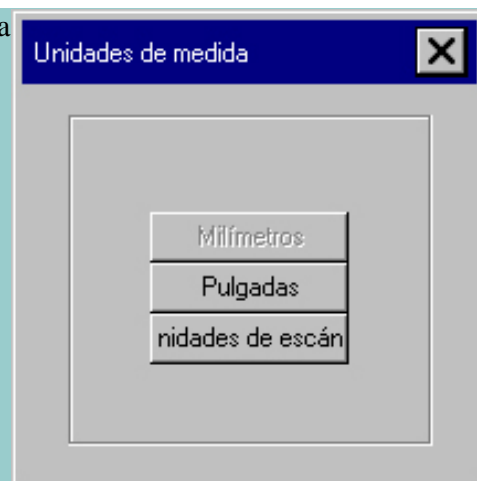 a
Unidades de medida
Milímetros
Pulgadas
nidades de escán